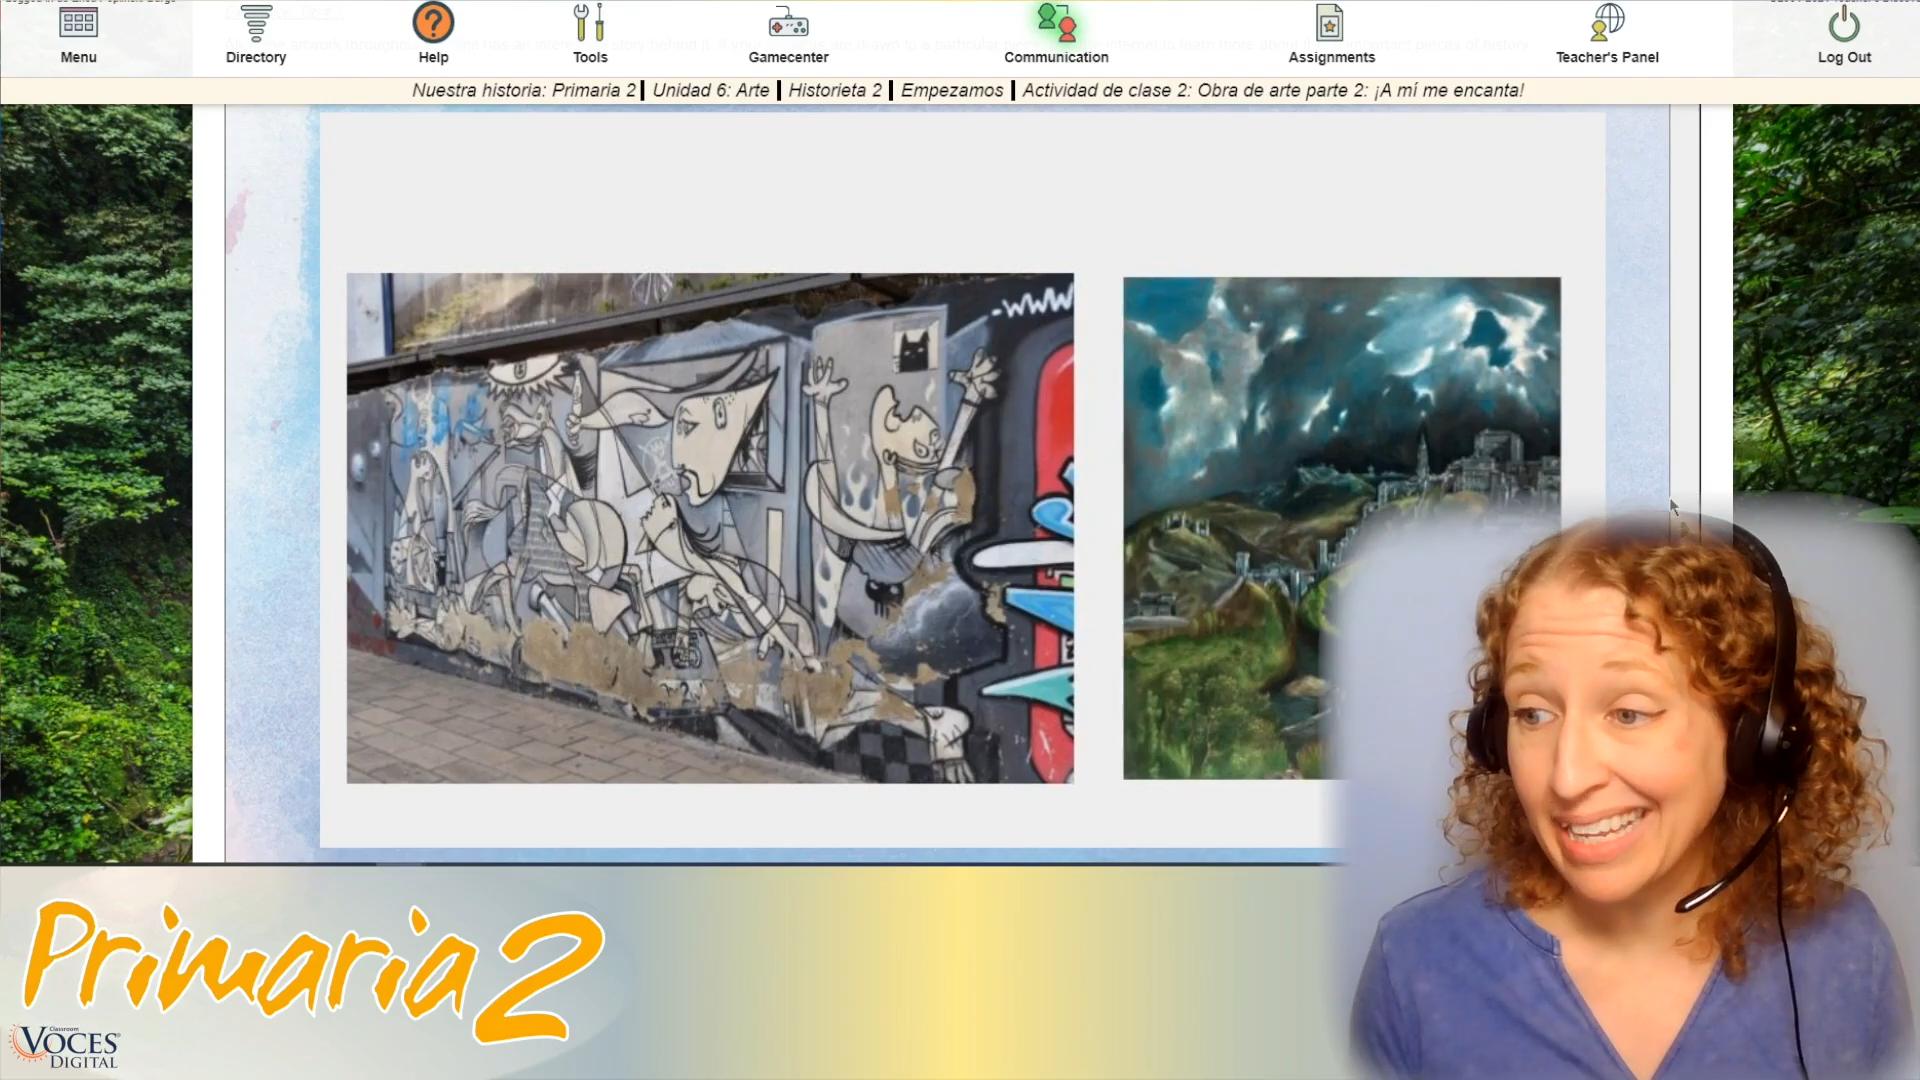 Menu
Directory
Help
Tools
Gamecenter
Communication
Assignments
Teacher's Panel
Log Out
Nuestra historia: Primaria 2 | Unidad 6: Arte | Historieta 2 | Empezamos | Actividad de clase 2: Obra de arte parte 2: ¡A mí me encanta!
Primaria 2
Classroom
VOCES
DIGITAL